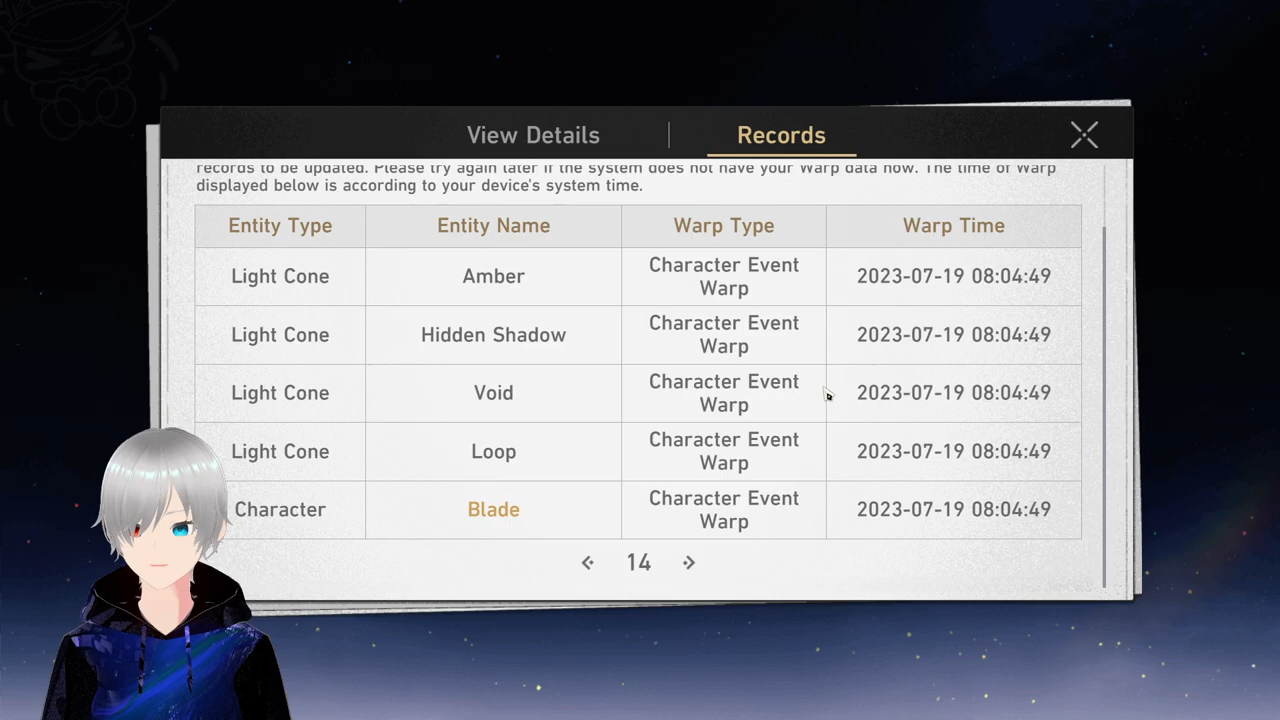 View Details
Records
records to be updated. Please try again later if the system does not have your Warp data now. The time of Warp
displayed below is according to your device's system time.
Entity Type Entity Name Warp Type Warp Time
Light Cone Amber Character Event Warp 2023-07-19 08:04:49
Light Cone Hidden Shadow Character Event Warp 2023-07-19 08:04:49
Light Cone Void Character Event Warp 2023-07-19 08:04:49
Light Cone Loop Character Event Warp 2023-07-19 08:04:49
Character Blade Character Event Warp 2023-07-19 08:04:49
14